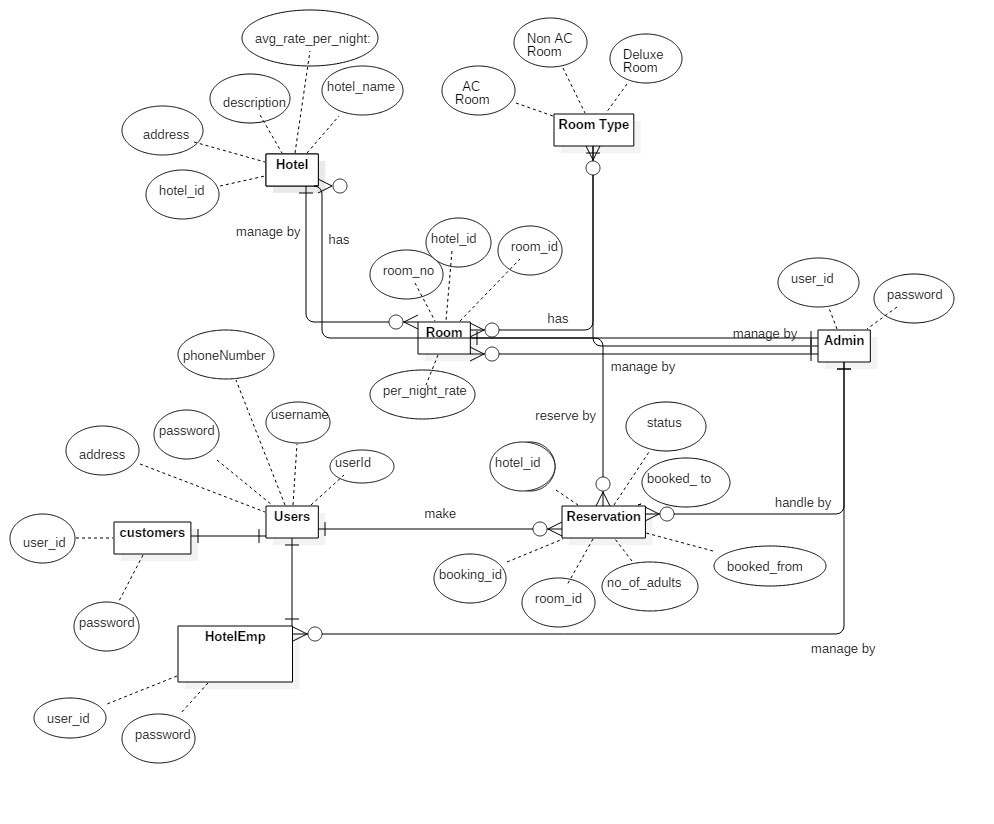 avg_rate_per_night:
Non AC
Room
Deluxe
Room
hotel_name
AC
Room
description
Room Type
address
Hotel
hotel_id
manage by
has
hotel_id
room_id
room_no
user_id
password
has
Room
manage by
Admin
phoneNumber
manage by
per_night_rate
username
reserve by
status
password
address
userId
hotel_id
booked_ to
handle by
Users
make
Reservation
customers
user_id
booking_id
no_of_adults
booked_from
room_id
password
HotelEmp
manage by
user_id
password